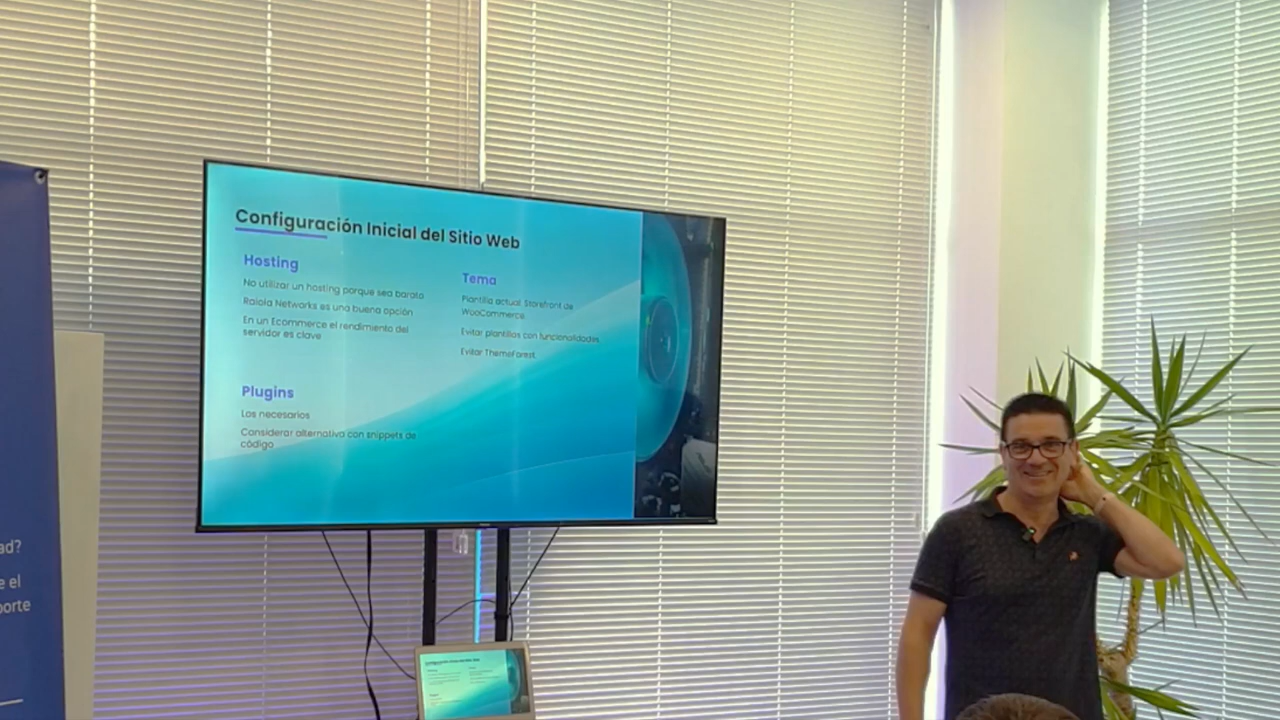 Configuración Inicial del Sitio Web
Hosting
No utilizar un hosting porque sea barato
Raiola Networks es una buena opción
En un Ecommerce el rendimiento del
servidor es clave
Tema
Plantilla actual: Storefront de
WooCommerce
Evitar plantillas con funcionalidades
Evitar ThemeForest
Plugins
Los necesarios
Considerar alternativa con snippets de
código
ad?
e el
porte